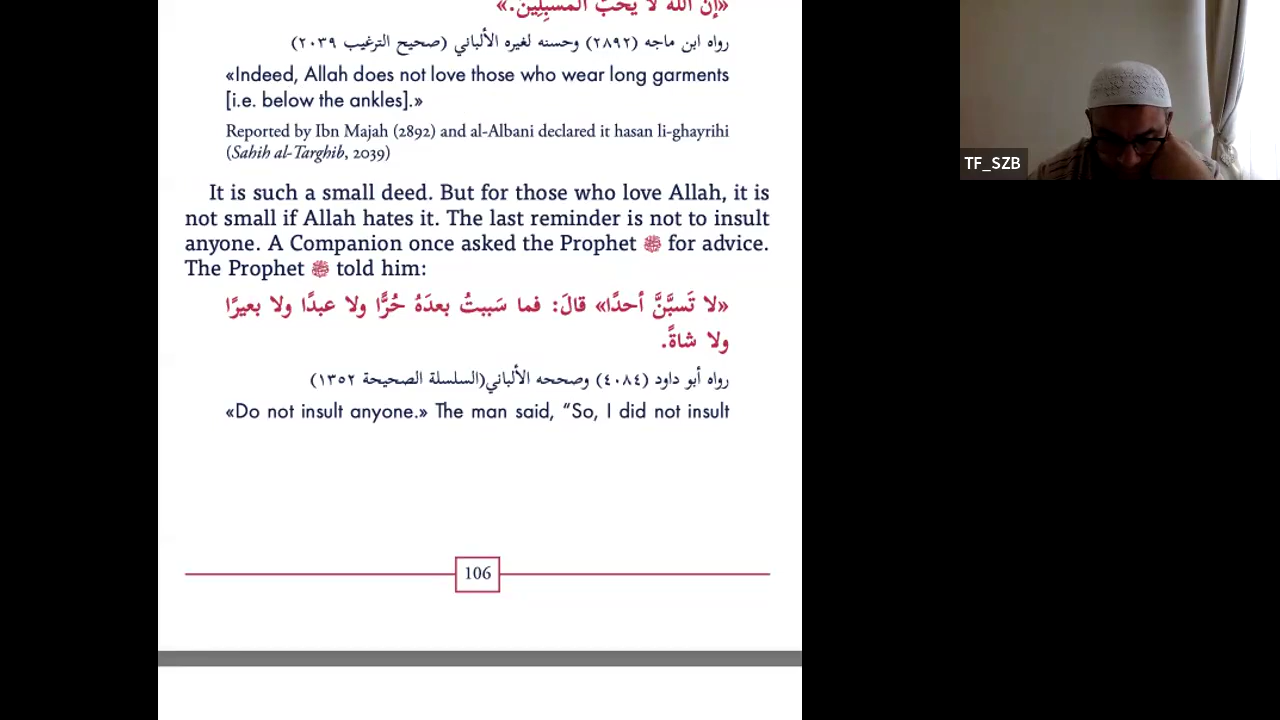 «إن الله لا يحب المسبِلِين.»
رواه ابن ماجه (٢٨٩٢) وحسنه لغيره الألباني (صحيح الترغيب ٢٠٣٩)
«Indeed, Allah does not love those who wear long garments
[i.e. below the ankles].»
Reported by Ibn Majah (2892) and al-Albani declared it hasan li-ghayrihi
(Sahih al-Targhib, 2039)
It is such a small deed. But for those who love Allah, it is
not small if Allah hates it. The last reminder is not to insult
anyone. A Companion once asked the Prophet ﷺ for advice.
The Prophet ﷺ told him:
«لا تَسبَّنَّ أحدًا» قالَ: فما سَببتُ بعدَهُ حُرًّا ولا عبدًا ولا بعيرًا
ولا شاةً.
رواه أبو داود (٤٠٨٤) وصححه الألباني(السلسلة الصحيحة ١٣٥٢)
«Do not insult anyone.» The man said, “So, I did not insult
106
TF_SZB